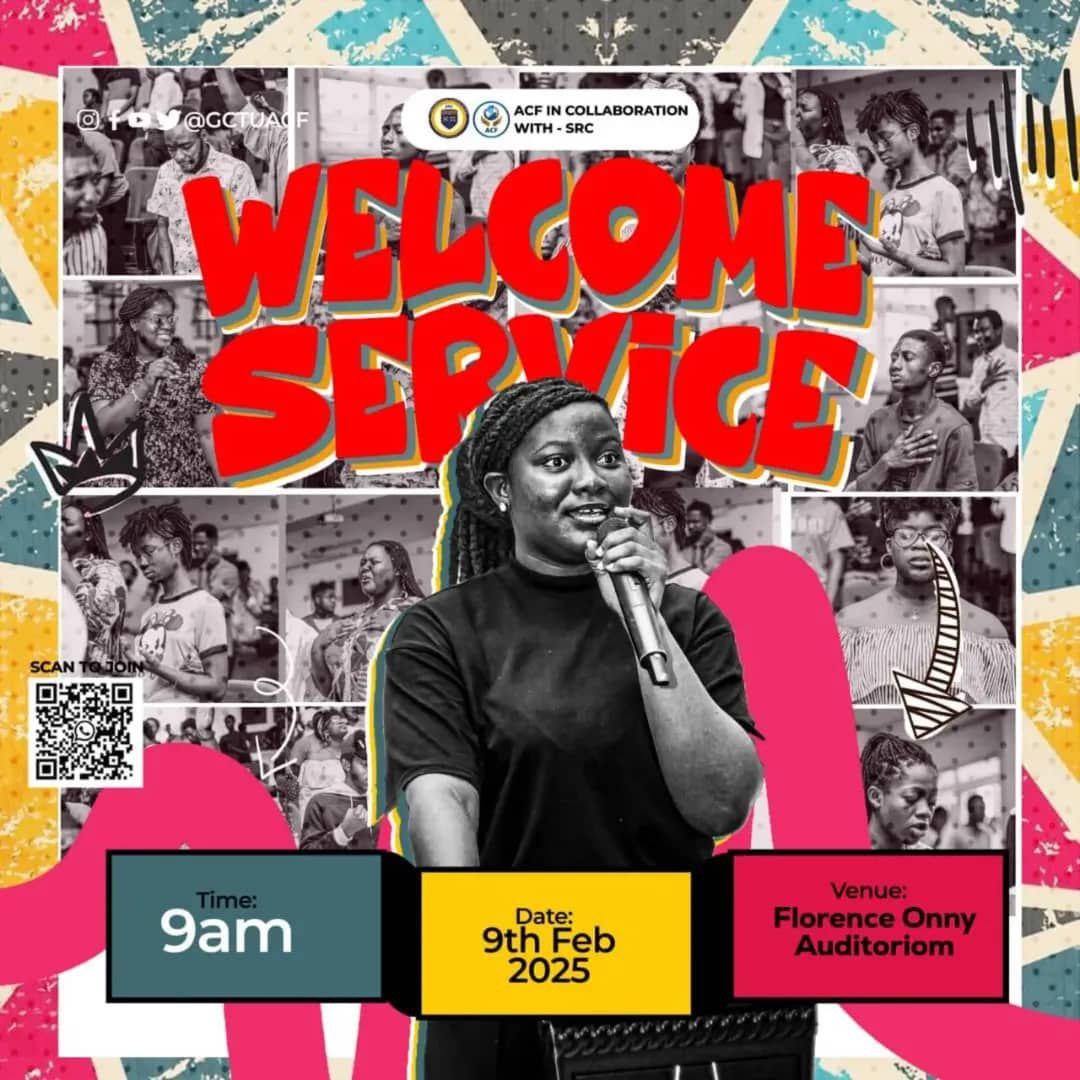 @GCTUACF
ACF IN COLLABORATION
WITH - SRC
ACF
WELCOME
SERVICE
SCAN TO JOIN
Time:
9am
Date:
9th Feb
2025
Venue:
Florence Onny
Auditoriom